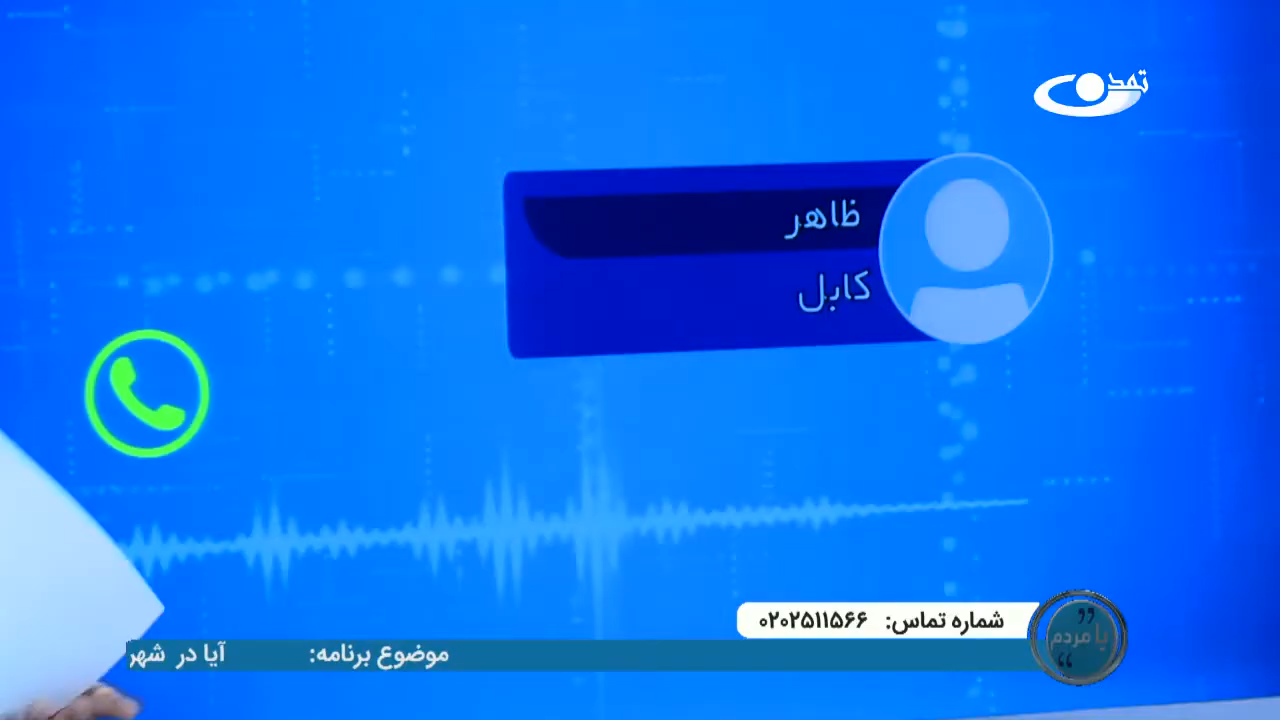 تمدن
ظاهر
کابل
شماره تماس: ۰۲۰۲۵۱۱۵۶۶
با مردم
موضوع برنامه: آیا در شهر